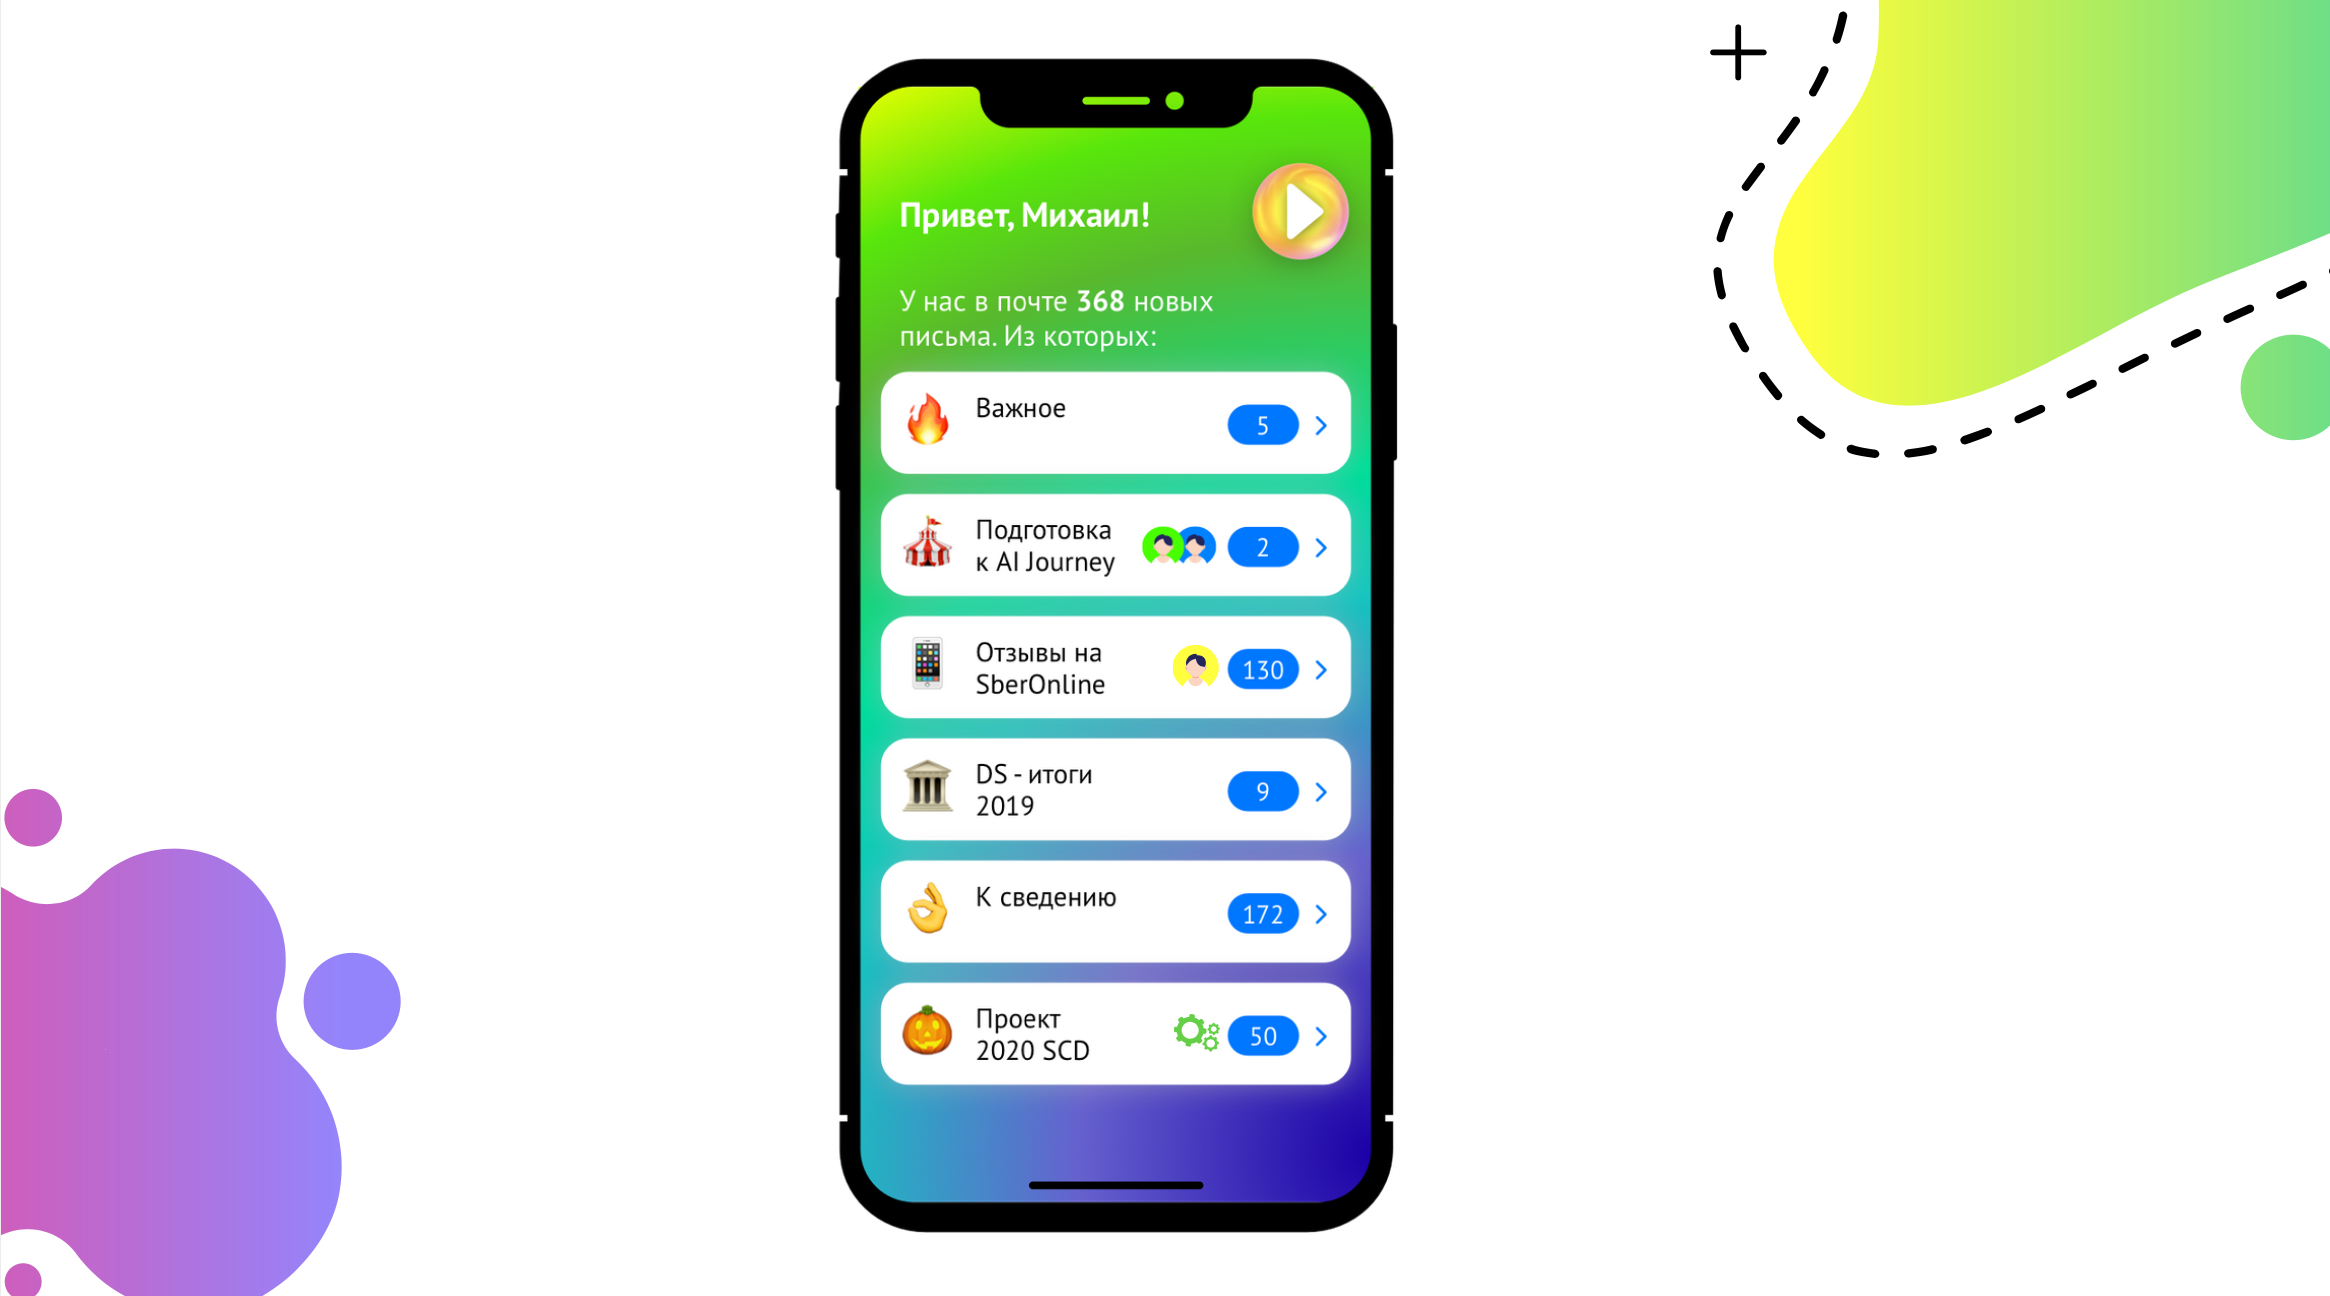 Привет, Михаил!
У нас в почте 368 новых
письма. Из которых:
Важное
5
Подготовка
к AI Journey
2
Отзывы на
SberOnline
130
DS - итоги
2019
9
К сведению
172
Проект
2020 SCD
50